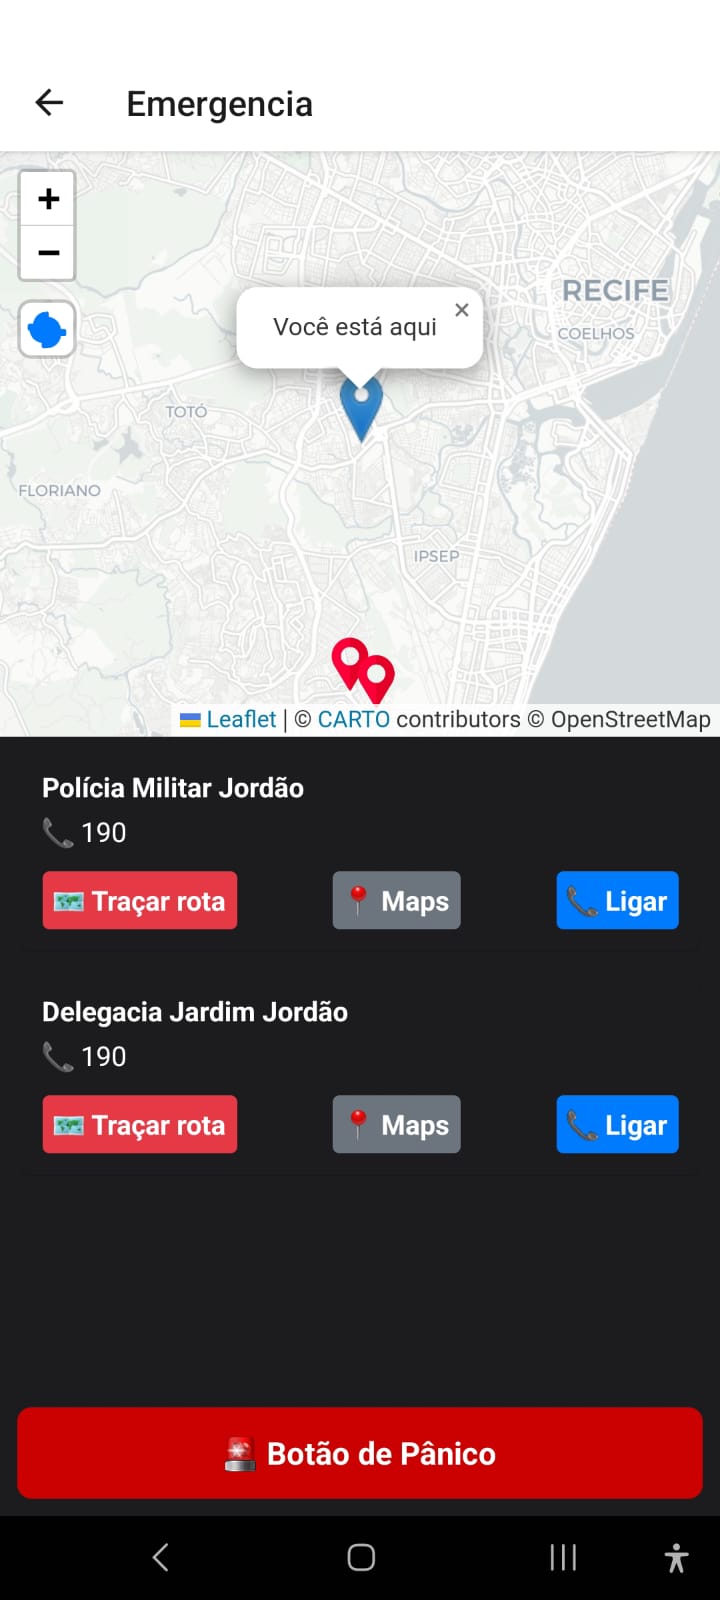 Emergencia
+
−
RECIFE
Você está aqui
×
COELHOS
TOTÓ
FLORIANO
IPSEP
Leaflet | © CARTO contributors © OpenStreetMap
Polícia Militar Jordão
190
Traçar rota
Maps
Ligar
Delegacia Jardim Jordão
190
Traçar rota
Maps
Ligar
Botão de Pânico